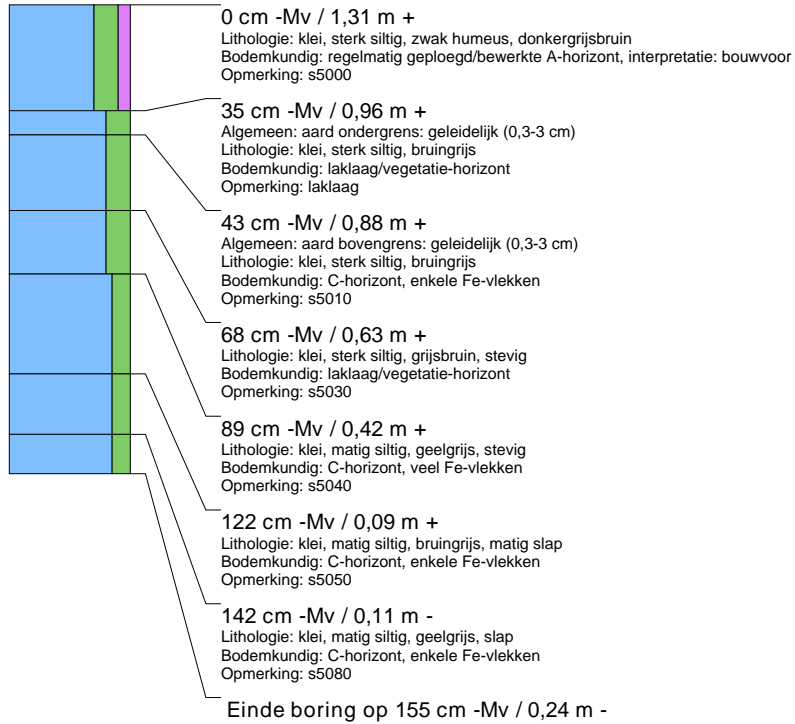 0 cm -Mv / 1,31 m +
Lithologie: klei, sterk siltig, zwak humeus, donkergrijsbruin
Bodemkundig: regelmatig geploegd/bewerkte A-horizont, interpretatie: bouwvoor
Opmerking: s5000
35 cm -Mv / 0,96 m +
Algemeen: aard ondergrens: geleidelijk (0,3-3 cm)
Lithologie: klei, sterk siltig, bruingrijs
Bodemkundig: laklaag/vegetatie-horizont
Opmerking: laklaag
43 cm -Mv / 0,88 m +
Algemeen: aard bovengrens: geleidelijk (0,3-3 cm)
Lithologie: klei, sterk siltig, bruingrijs
Bodemkundig: C-horizont, enkele Fe-vlekken
Opmerking: s5010
68 cm -Mv / 0,63 m +
Lithologie: klei, sterk siltig, grijsbruin, stevig
Bodemkundig: laklaag/vegetatie-horizont
Opmerking: s5030
89 cm -Mv / 0,42 m +
Lithologie: klei, matig siltig, geelgrijs, stevig
Bodemkundig: C-horizont, veel Fe-vlekken
Opmerking: s5040
122 cm -Mv / 0,09 m +
Lithologie: klei, matig siltig, bruingrijs, matig slap
Bodemkundig: C-horizont, enkele Fe-vlekken
Opmerking: s5050
142 cm -Mv / 0,11 m -
Lithologie: klei, matig siltig, geelgrijs, slap
Bodemkundig: C-horizont, enkele Fe-vlekken
Opmerking: s5080
Einde boring op 155 cm -Mv / 0,24 m -